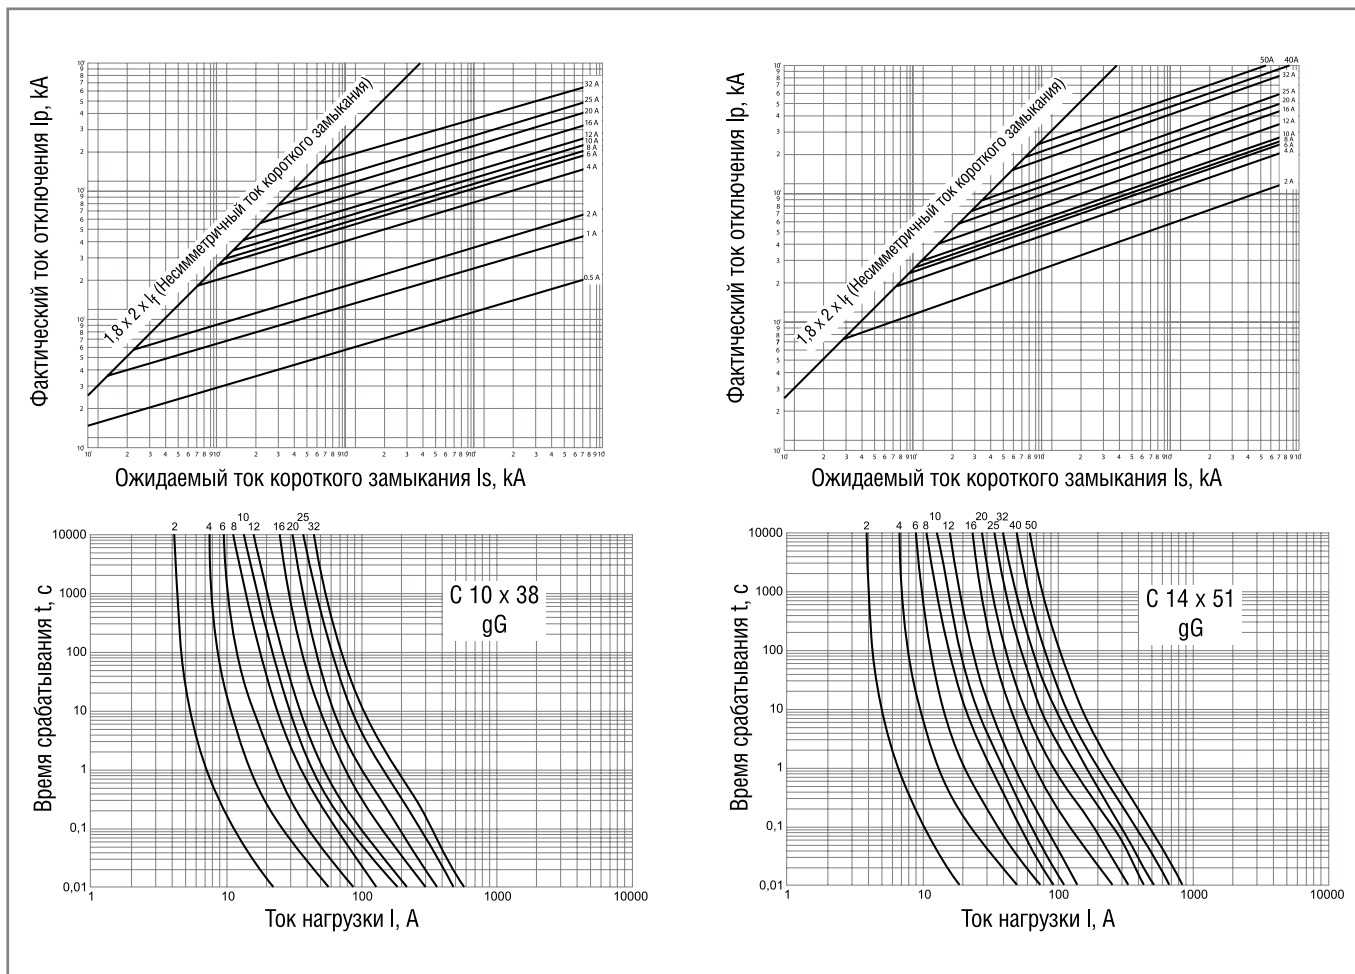 Фактический ток отключения Ip, kA
1,8 x 2 x If (Несимметричный ток короткого замыкания)
32 A
25 A
20 A
16 A
12 A
10 A
8 A
6 A
4 A
2 A
1 A
0.5 A
Ожидаемый ток короткого замыкания Is, kA
Фактический ток отключения Ip, kA
1,8 x 2 x If (Несимметричный ток короткого замыкания)
50A 40A
32 A
25 A
20 A
16 A
12 A
10 A
8 A
6 A
4 A
2 A
Ожидаемый ток короткого замыкания Is, kA
Время срабатывания t, с
2 4 6 8 10 12 16 20 25 32
10000
1000
100
10
1
0,1
0,01
C 10 x 38
gG
1 10 100 1000 10000
Ток нагрузки I, A
Время срабатывания t, с
2 4 6 8 10 12 16 20 25 32 40 50
10000
1000
100
10
1
0,1
0,01
C 14 x 51
gG
1 10 100 1000 10000
Ток нагрузки I, A